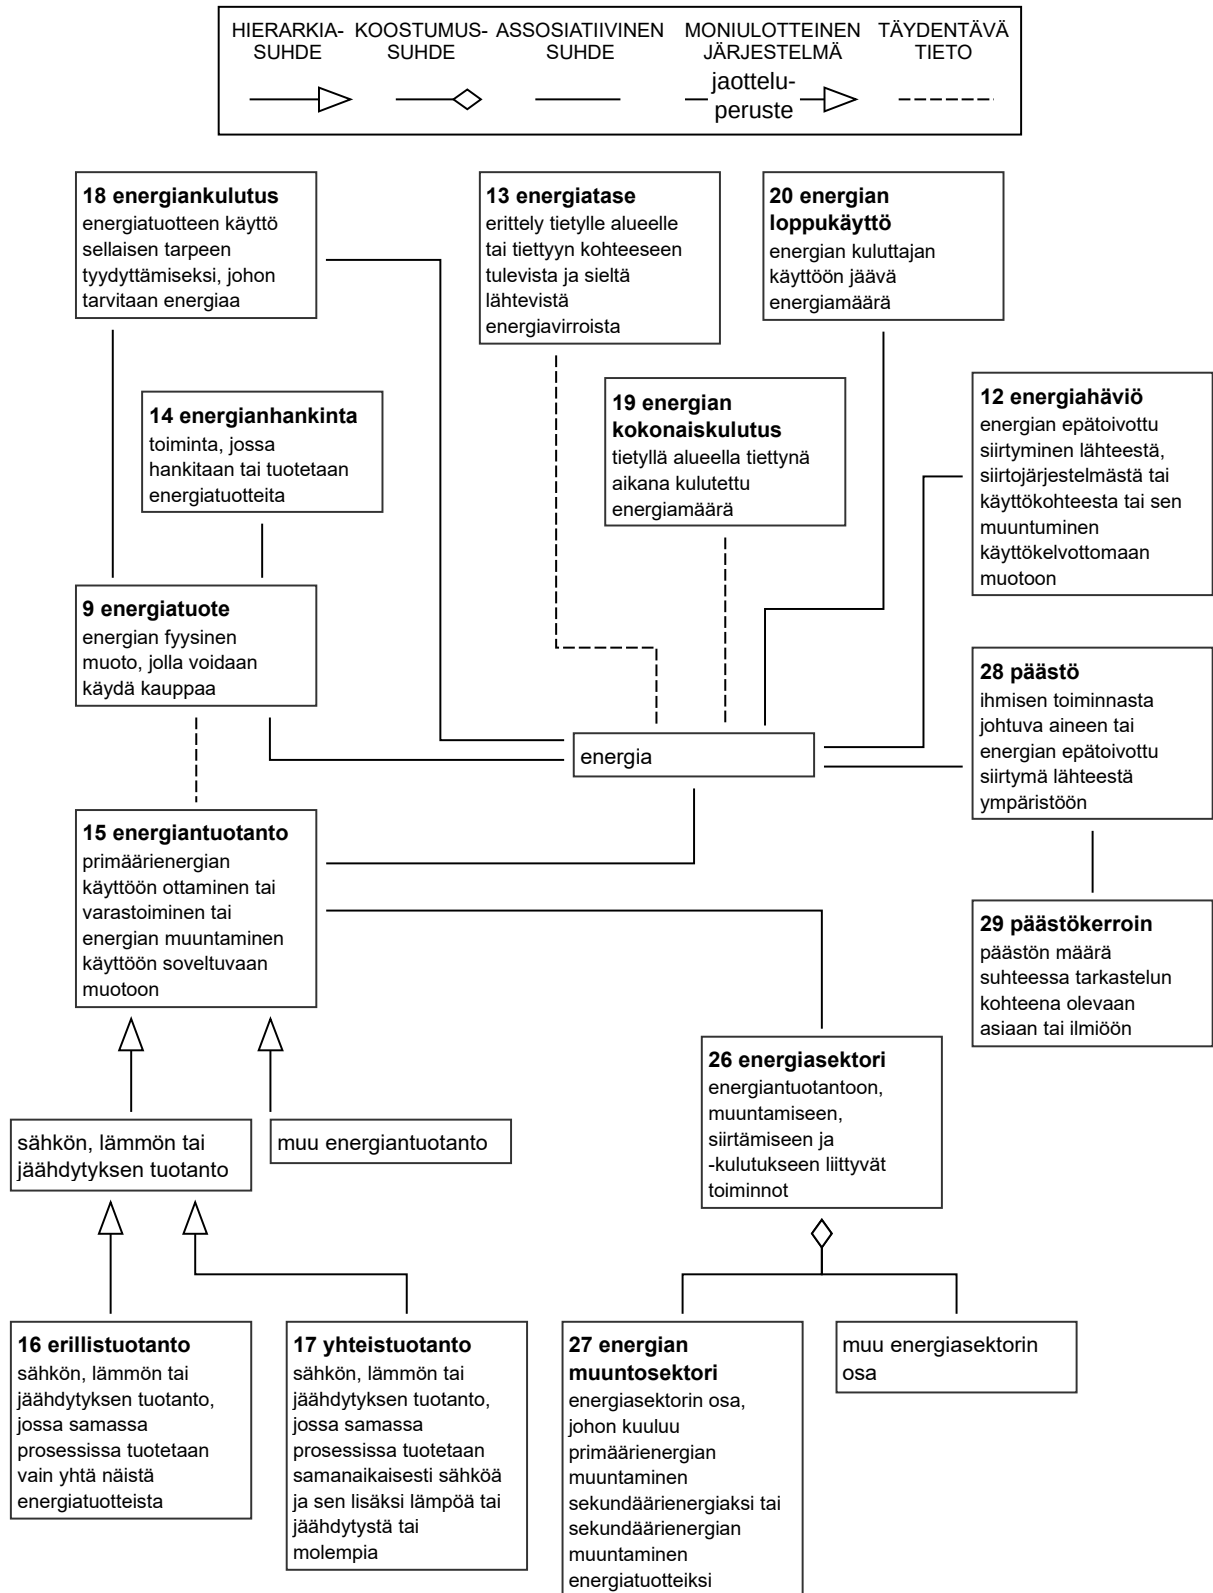 HIERARKIA-
SUHDE
KOOSTUMUS-
SUHDE
ASSOSIATIIVINEN
SUHDE
MONIULOTTEINEN
JÄRJESTELMÄ
jaottelu-
peruste
TÄYDENTÄVÄ
TIETO
18 energiankulutus
energiatuotteen käyttö
sellaisen tarpeen
tyydyttämiseksi, johon
tarvitaan energiaa
13 energiatase
erittely tietylle alueelle
tai tiettyyn kohteeseen
tulevista ja sieltä
lähtevistä
energiavirroista
20 energian
loppukäyttö
energian kuluttajan
käyttöön jäävä
energiamäärä
14 energianhankinta
toiminta, jossa
hankitaan tai tuotetaan
energiatuotteita
19 energian
kokonaiskulutus
tietyllä alueella tiettynä
aikana kulutettu
energiamäärä
12 energiahäviö
energian epätoivottu
siirtyminen lähteestä,
siirtojärjestelmästä tai
käyttökohteesta tai sen
muuntuminen
käyttökelvottomaan
muotoon
9 energiatuote
energian fyysinen
muoto, jolla voidaan
käydä kauppaa
energia
28 päästö
ihmisen toiminnasta
johtuva aineen tai
energian epätoivottu
siirtymä lähteestä
ympäristöön
15 energiantuotanto
primäärienergian
käyttöön ottaminen tai
varastoiminen tai
energian muuntaminen
käyttöön soveltuvaan
muotoon
29 päästökerroin
päästön määrä
suhteessa tarkastelun
kohteena olevaan
asiaan tai ilmiöön
26 energiasektori
energiantuotantoon,
muuntamiseen,
siirtämiseen ja
-kulutukseen liittyvät
toiminnot
sähkön, lämmön tai
jäähdytyksen tuotanto
muu energiantuotanto
16 erillistuotanto
sähkön, lämmön tai
jäähdytyksen tuotanto,
jossa samassa
prosessissa tuotetaan
vain yhtä näistä
energiatuotteista
17 yhteistuotanto
sähkön, lämmön tai
jäähdytyksen tuotanto,
jossa samassa
prosessissa tuotetaan
samanaikaisesti sähköä
ja sen lisäksi lämpöä tai
jäähdytystä tai
molempia
27 energian
muuntosektori
energiasektorin osa,
johon kuuluu
primäärienergian
muuntaminen
sekundäärienergiaksi tai
sekundäärienergian
muuntaminen
energiatuotteiksi
muu energiasektorin
osa